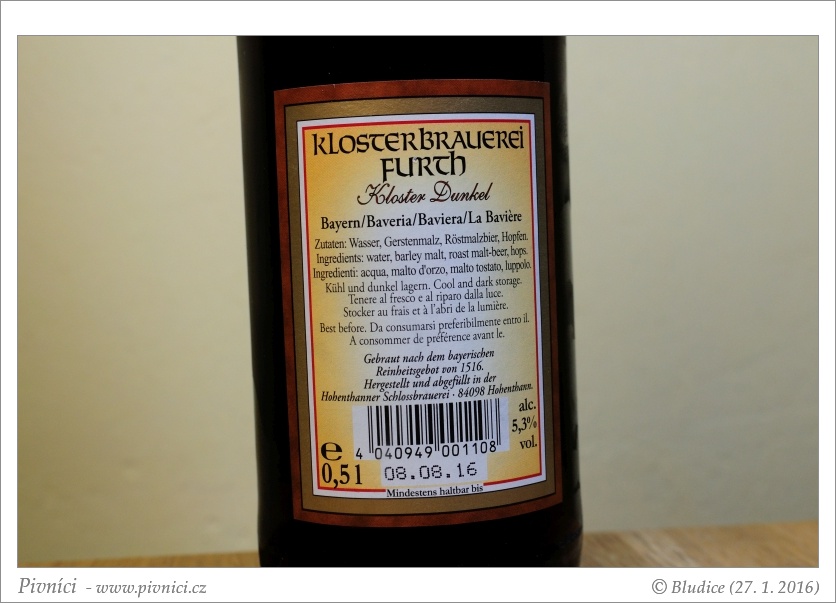 KLOSTERBRAUEREI
FURTH
Kloster Dunkel
Bayern/Baveria/Baviera/La Bavière
Zutaten: Wasser, Gerstenmalz, Röstmalzbier, Hopfen.
Ingredients: water, barley malt, roast malt-beer, hops.
Ingredienti: acqua, malto d'orzo, malto tostato, luppolo.
Kühl und dunkel lagern. Cool and dark storage.
Tenere al fresco e al riparo dalla luce.
Stocker au frais et à l'abri de la lumière.
Best before. Da consumarsi preferibilmente entro il.
A consommer de préférence avant le.
Gebraut nach dem bayerischen
Reinheitsgebot von 1516.
Hergestellt und abgefüllt in der
Hohenthanner Schlossbrauerei · 84098 Hohenthann.
alc.
5,3%
vol.
4 040949 001108
e
0,5 l
08.08.16
Mindestens haltbar bis
Pivníci - www.pivnici.cz
© Bludice (27. 1. 2016)